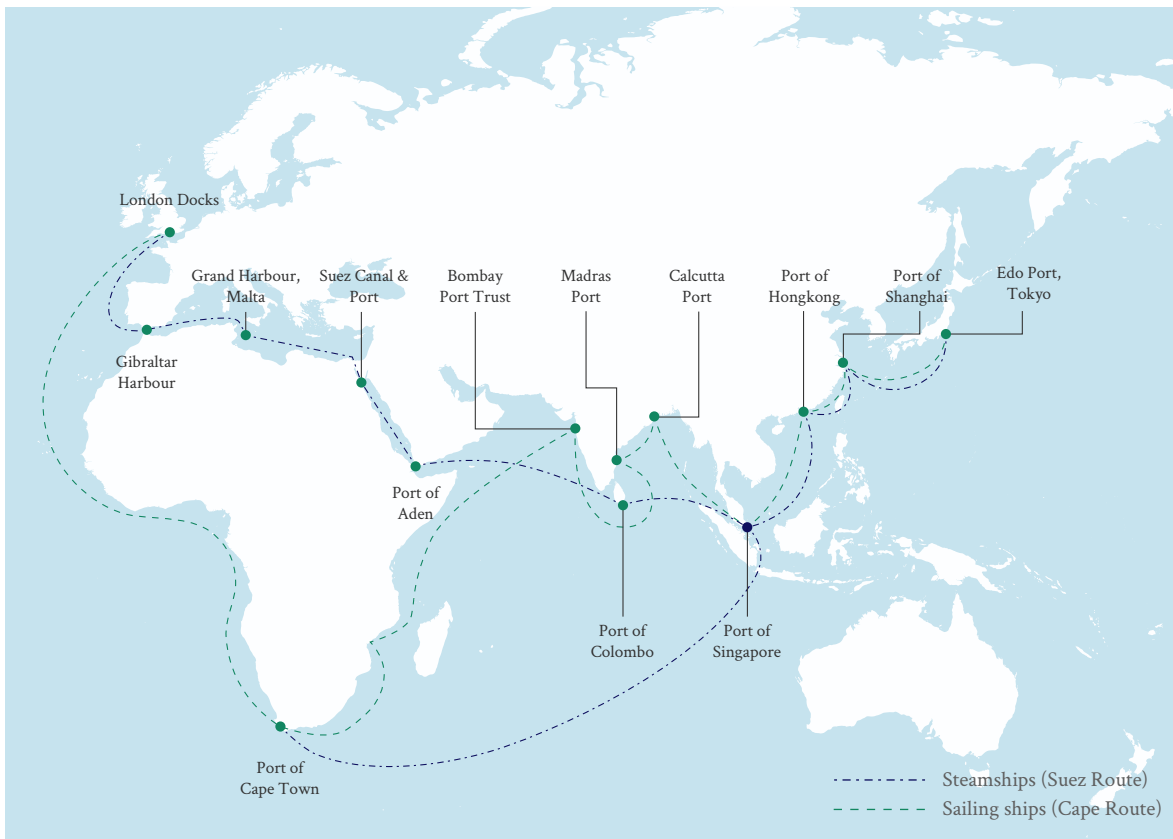 London Docks
Grand Harbour,
Malta
Suez Canal &
Port
Bombay
Port Trust
Madras
Port
Calcutta
Port
Port of
Hongkong
Port of
Shanghai
Edo Port,
Tokyo
Gibraltar
Harbour
Port of
Aden
Port of
Colombo
Port of
Singapore
Port of
Cape Town
Steamships (Suez Route)
Sailing ships (Cape Route)